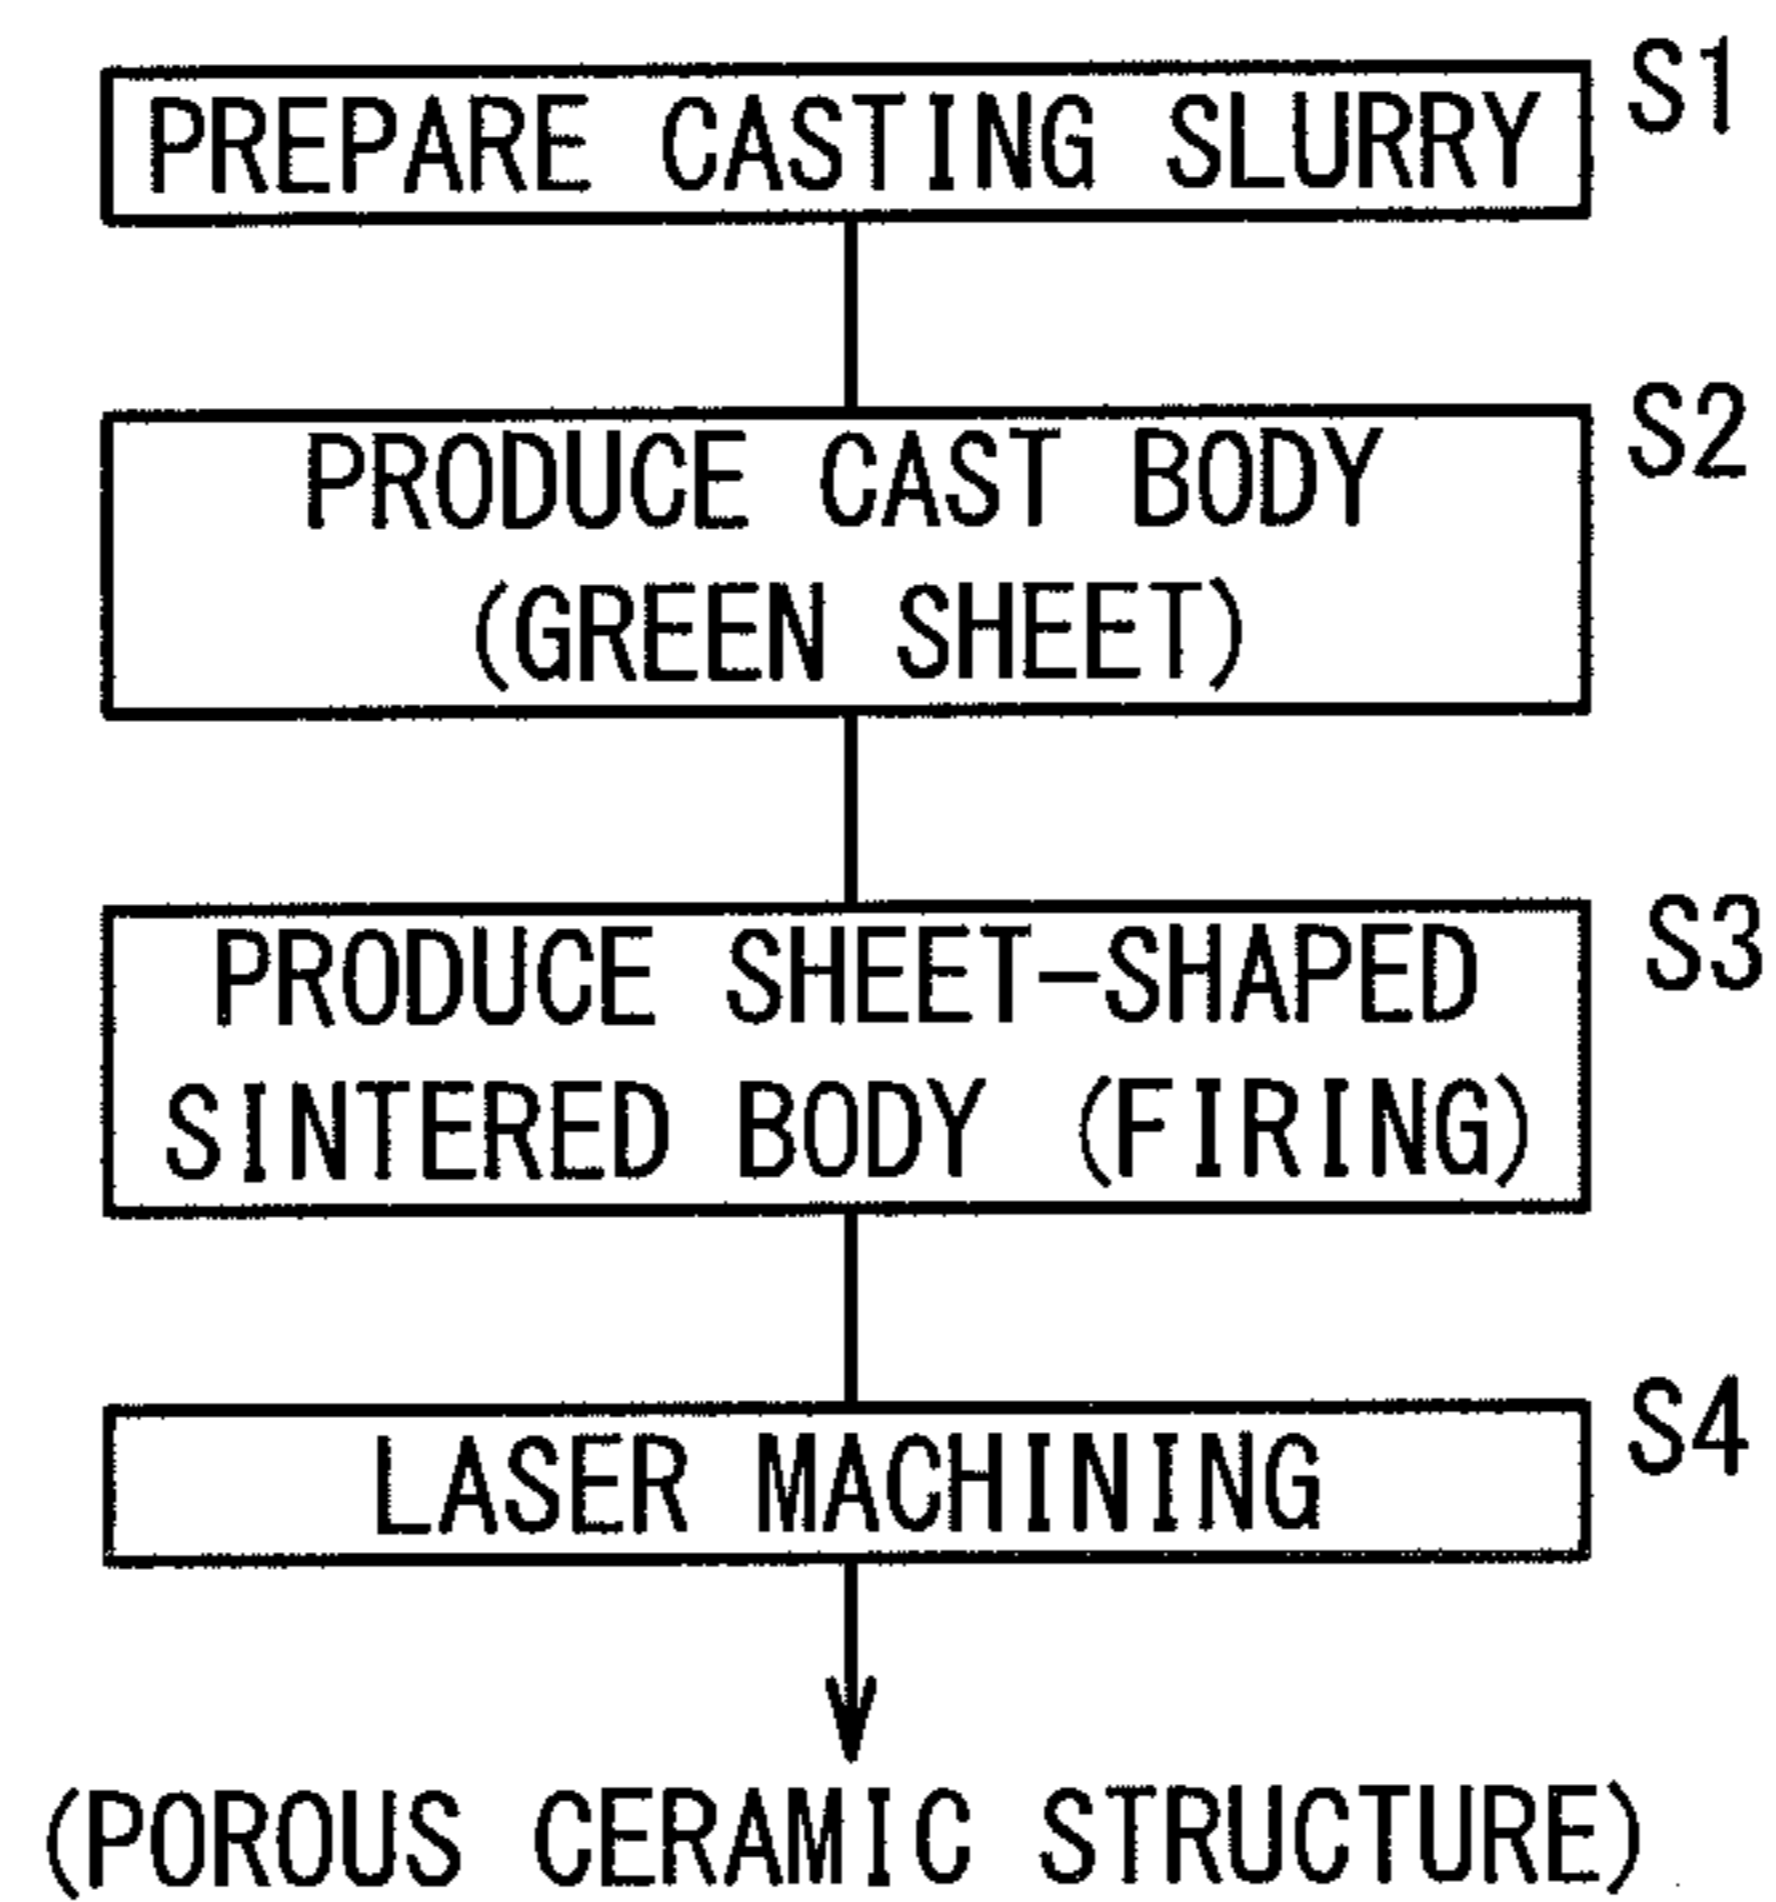 PREPARE CASTING SLURRY S1
PRODUCE CAST BODY S2
(GREEN SHEET)
PRODUCE SHEET-SHAPED S3
SINTERED BODY (FIRING)
LASER MACHINING S4
(POROUS CERAMIC STRUCTURE)